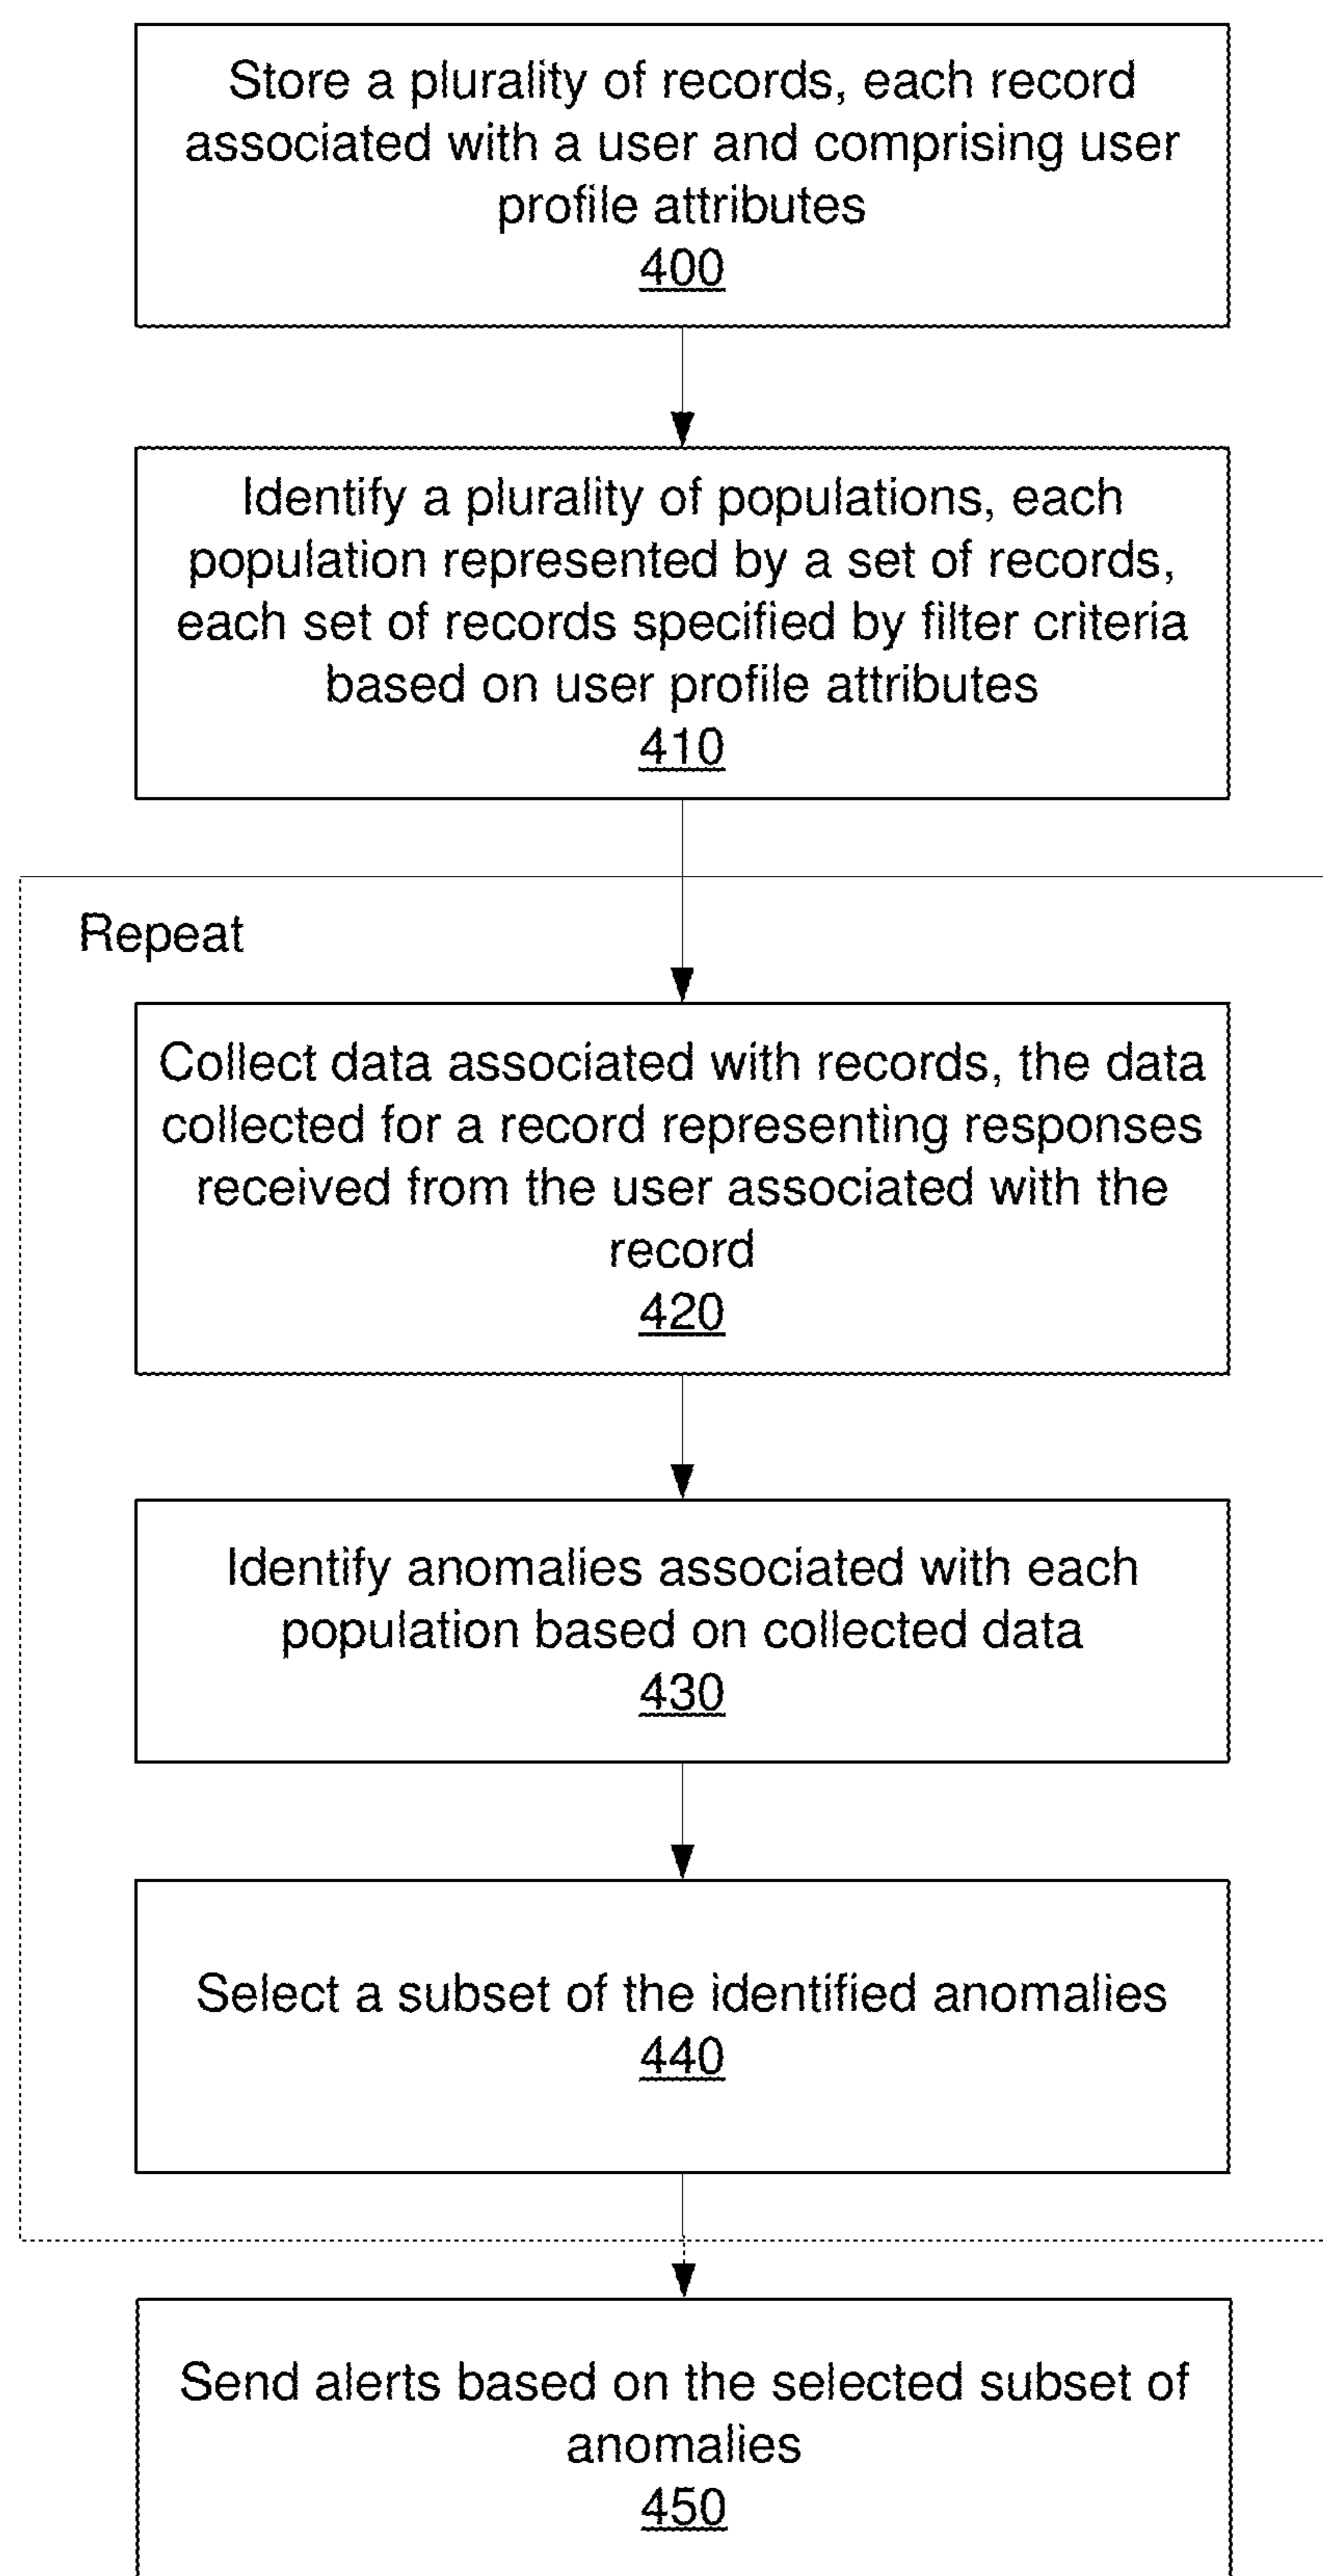 Store a plurality of records, each record
associated with a user and comprising user
profile attributes
400
Identify a plurality of populations, each
population represented by a set of records,
each set of records specified by filter criteria
based on user profile attributes
410
Repeat
Collect data associated with records, the data
collected for a record representing responses
received from the user associated with the
record
420
Identify anomalies associated with each
population based on collected data
430
Select a subset of the identified anomalies
440
Send alerts based on the selected subset of
anomalies
450